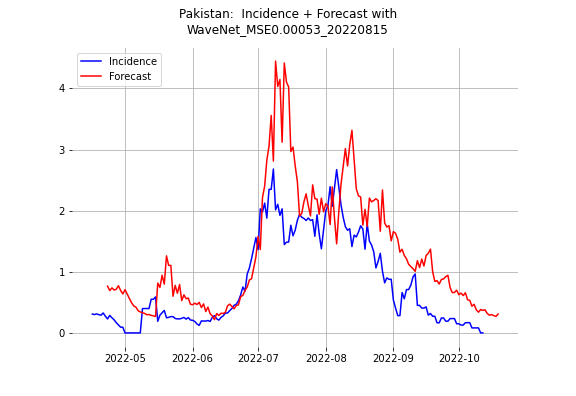 Pakistan:  Incidence + Forecast with
WaveNet_MSE0.00053_20220815
Incidence
Forecast
4
3
2
1
0
2022-05 2022-06 2022-07 2022-08 2022-09 2022-10